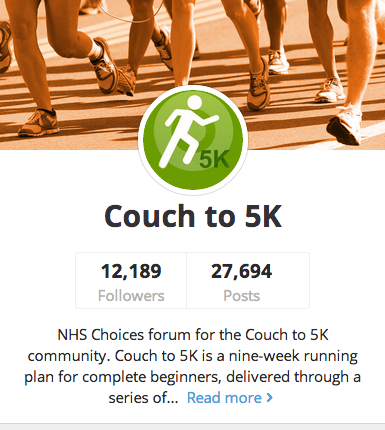 5K
Couch to 5K
12,189 27,694
Followers Posts
NHS Choices forum for the Couch to 5K
community. Couch to 5K is a nine-week running
plan for complete beginners, delivered through a
series of... Read more >